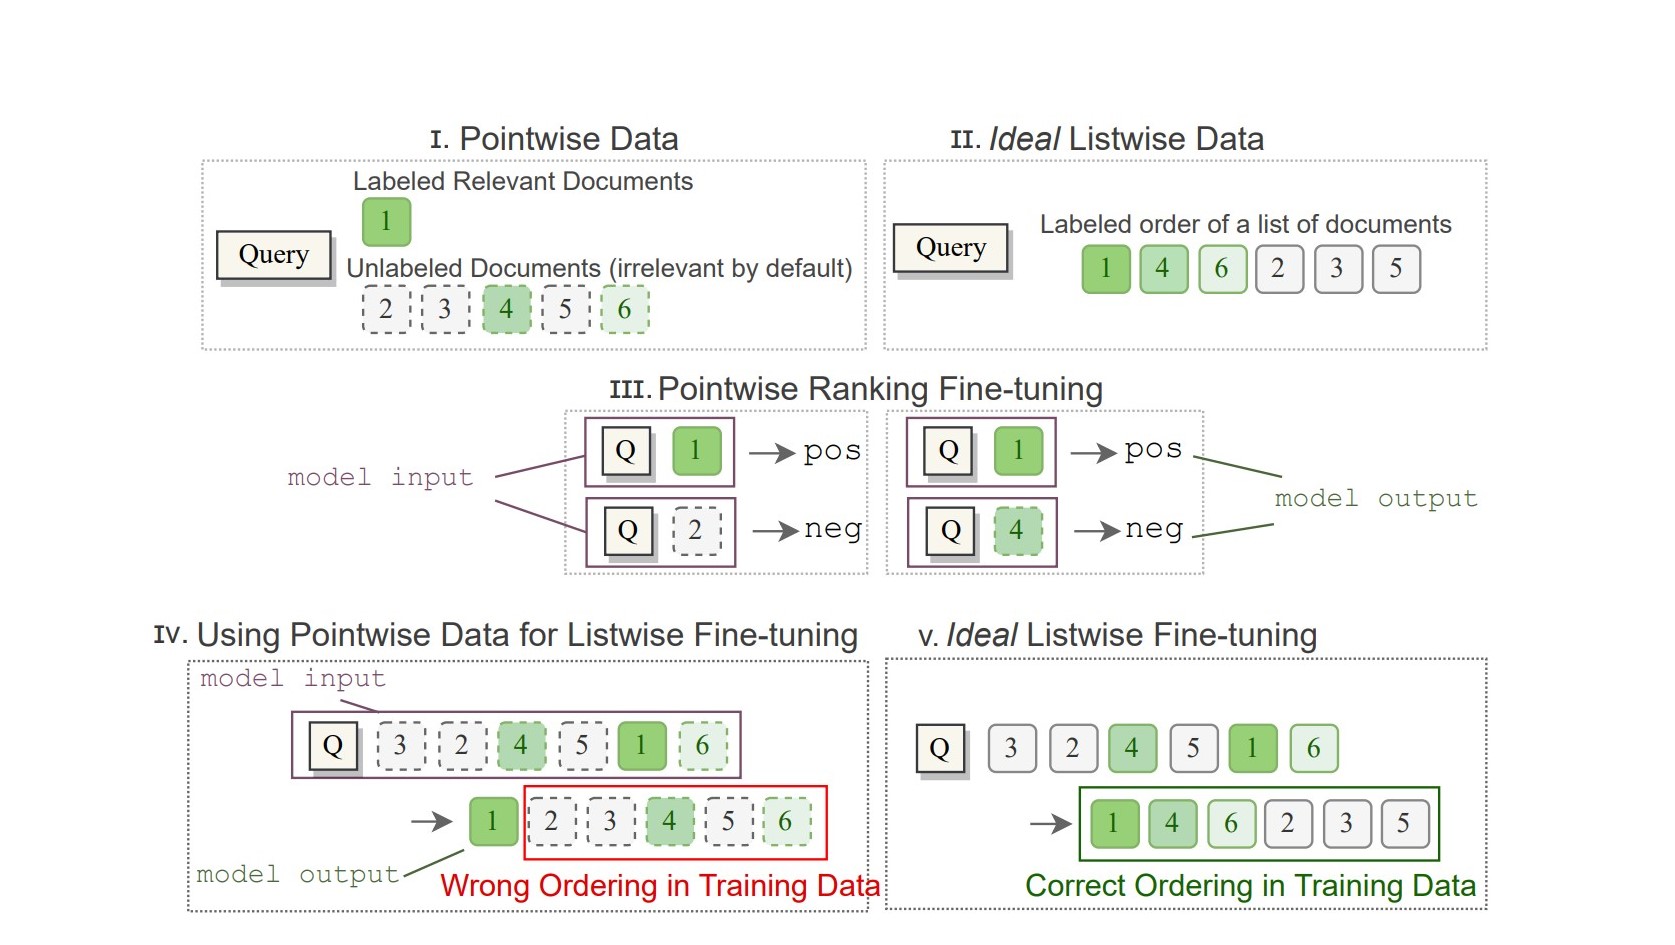 I. Pointwise Data
Labeled Relevant Documents
1
Query
Unlabeled Documents (irrelevant by default)
2 3 4 5 6
II. Ideal Listwise Data
Labeled order of a list of documents
Query
1 4 6 2 3 5
III. Pointwise Ranking Fine-tuning
model input
Q 1 pos
Q 2 neg
Q 1 pos
Q 4 neg
model output
IV. Using Pointwise Data for Listwise Fine-tuning
model input
Q 3 2 4 5 1 6
1 2 3 4 5 6
model output
Wrong Ordering in Training Data
V. Ideal Listwise Fine-tuning
Q 3 2 4 5 1 6
1 4 6 2 3 5
Correct Ordering in Training Data